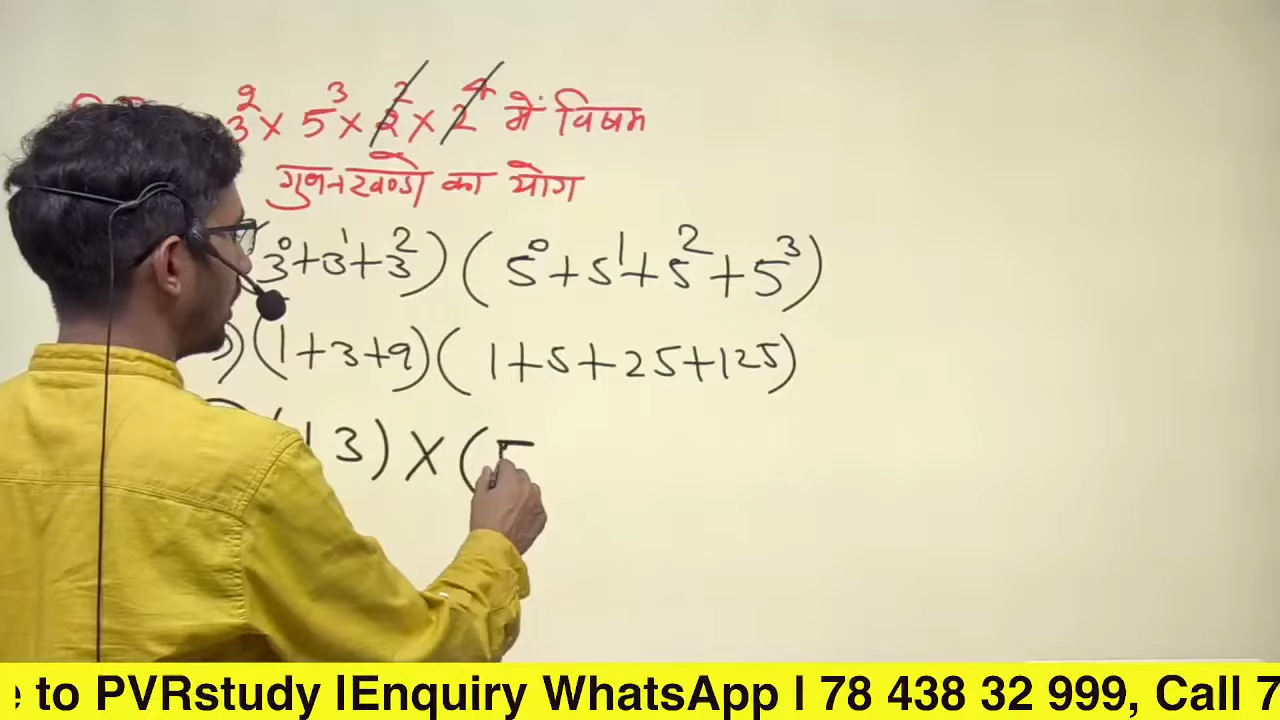 3² × 5³ × 2² × 2⁴ में विषम
गुणनखण्डों का योग
3⁰+3¹+3²) (5⁰+5¹+5²+5³)
(1+3+9) (1+5+25+125)
13) × (
to PVRstudy lEnquiry WhatsApp l 78 438 32 999, Call 7